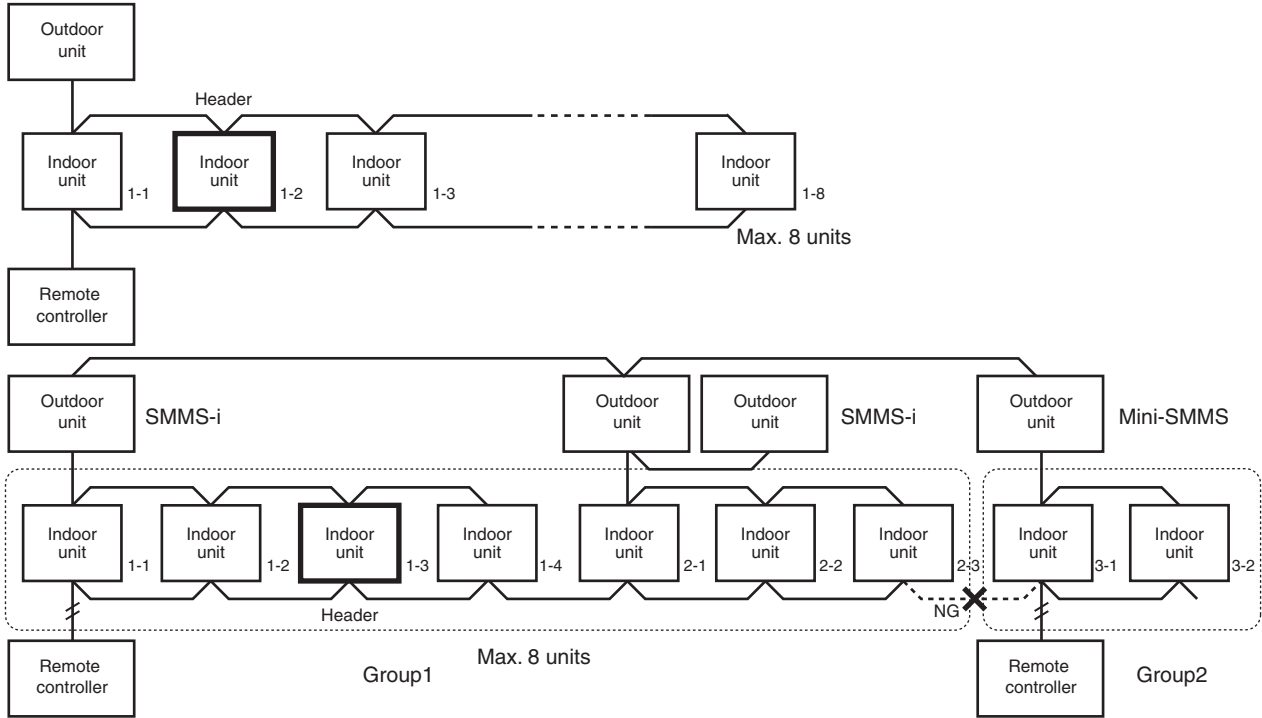 Outdoor
unit
Header
Indoor
unit
1-1
Indoor
unit
1-2
Indoor
unit
1-3
Indoor
unit
1-8
Max. 8 units
Remote
controller
Outdoor
unit
SMMS-i
Outdoor
unit
Outdoor
unit
SMMS-i
Outdoor
unit
Mini-SMMS
Indoor
unit
1-1
Indoor
unit
1-2
Indoor
unit
1-3
Indoor
unit
1-4
Indoor
unit
2-1
Indoor
unit
2-2
Indoor
unit
2-3
Indoor
unit
3-1
Indoor
unit
3-2
Header
NG
Remote
controller
Group1
Max. 8 units
Remote
controller
Group2